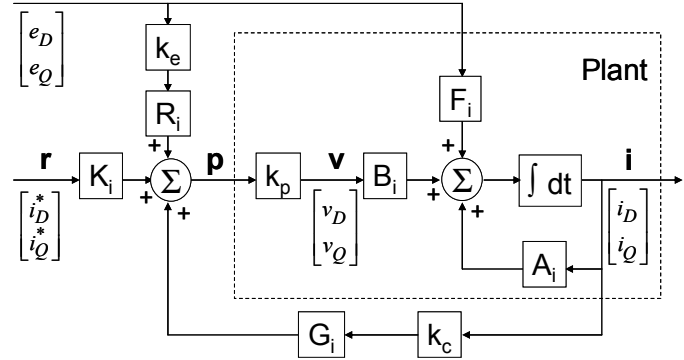 e_D
e_Q
k_e
Plant
R_i
F_i
+
+
r
K_i
+
Σ
+
p
k_p
v
B_i
+
Σ
+
∫ dt
i
i*_D
i*_Q
v_D
v_Q
i_D
i_Q
A_i
G_i
k_c